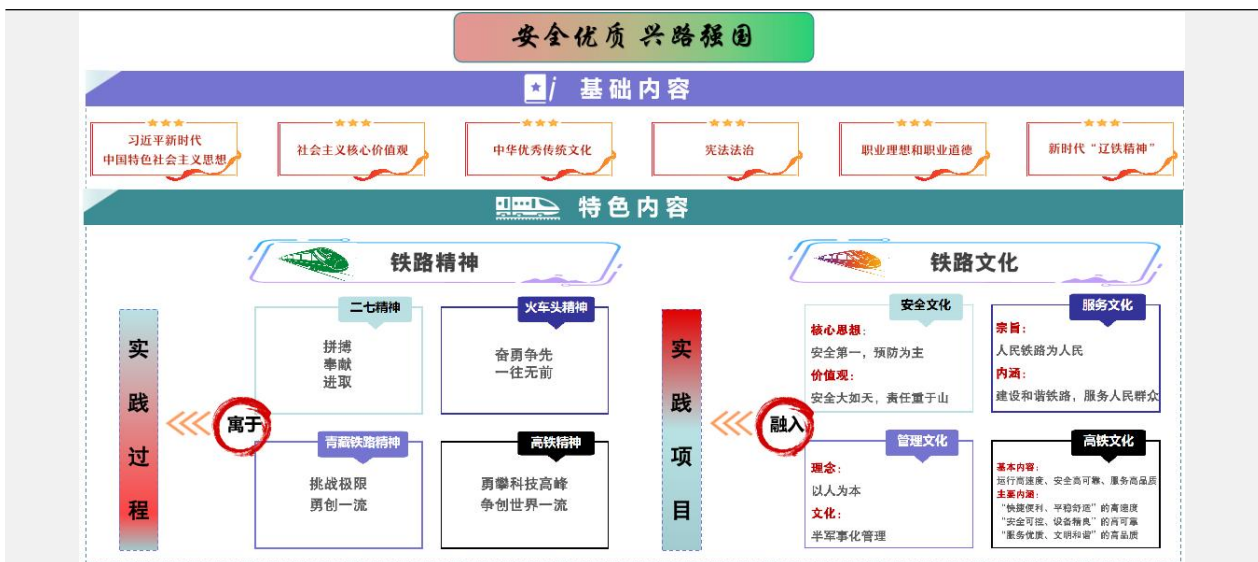 安全优质 兴路强国
基础内容
习近平新时代
中国特色社会主义思想
社会主义核心价值观
中华优秀传统文化
宪法法治
职业理想和职业道德
新时代“辽铁精神”
特色内容
铁路精神
实践过程
寓于
二七精神
拼搏
奉献
进取
火车头精神
奋勇争先
一往无前
青藏铁路精神
挑战极限
勇创一流
高铁精神
勇攀科技高峰
争创世界一流
铁路文化
实践项目
融入
安全文化
核心思想：
安全第一，预防为主
价值观：
安全大如天，责任重于山
服务文化
宗旨：
人民铁路为人民
内涵：
建设和谐铁路，服务人民群众
管理文化
理念：
以人为本
文化：
半军事化管理
高铁文化
基本内容：
运行高速度、安全高可靠、服务高品质
主要内涵：
“快捷便利、平稳舒适”的高速度
“安全可控、设备精良”的高可靠
“服务优质、文明和谐”的高品质